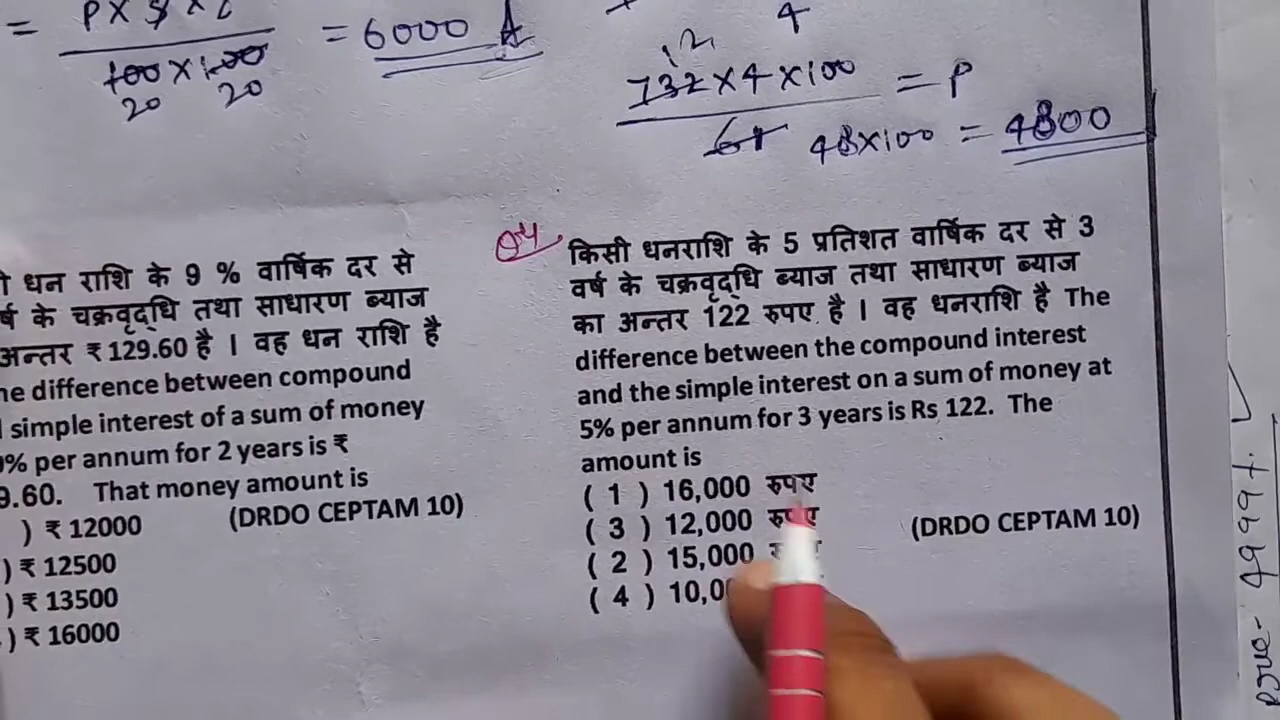 = P × 5 × 5
100 × 100
20 20
= 6000 A
4
12
732 × 4 × 100 = P
61 48×100 = 4800
धन राशि के 9 % वार्षिक दर से
के चक्रवृद्धि तथा साधारण ब्याज
अन्तर ₹ 129.60 है । वह धन राशि है
difference between compound
simple interest of a sum of money
% per annum for 2 years is ₹
9.60. That money amount is
) ₹ 12000 (DRDO CEPTAM 10)
) ₹ 12500
) ₹ 13500
) ₹ 16000
Q4 किसी धनराशि के 5 प्रतिशत वार्षिक दर से 3
वर्ष के चक्रवृद्धि ब्याज तथा साधारण ब्याज
का अन्तर 122 रुपए है । वह धनराशि है The
difference between the compound interest
and the simple interest on a sum of money at
5% per annum for 3 years is Rs 122. The
amount is
( 1 ) 16,000 रुपए
( 3 ) 12,000 रुपए (DRDO CEPTAM 10)
( 2 ) 15,000
( 4 ) 10,0